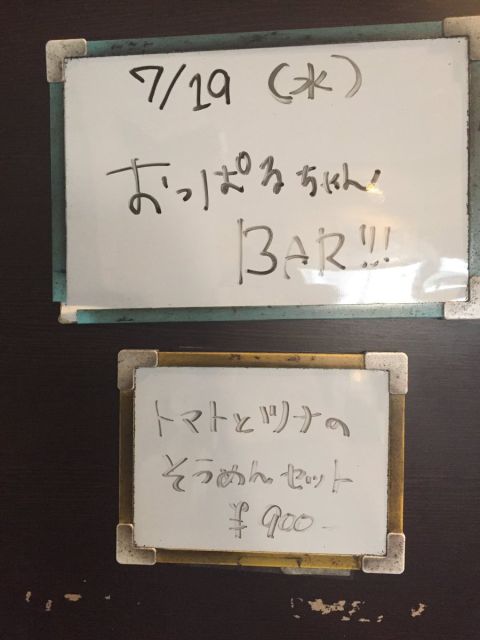 7/19 (水)
おっぱるちゃん!
BAR!!!
トマトとツナの
そうめんセット
¥900-